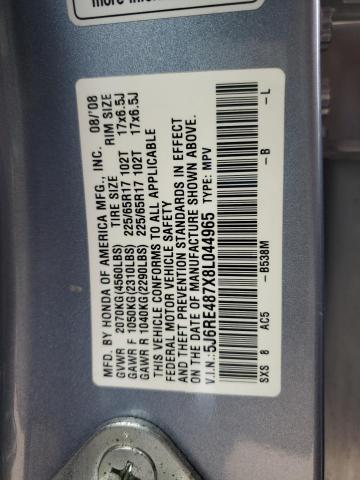 MFD. BY HONDA OF AMERICA MFG., INC. 08/'08
TIRE SIZE RIM SIZE
GVWR 2070KG(4560LBS)
GAWR F 1050KG(2310LBS) 225/65R17 102T 17x6.5J
GAWR R 1040KG(2290LBS) 225/65R17 102T 17x6.5J
THIS VEHICLE CONFORMS TO ALL APPLICABLE
FEDERAL MOTOR VEHICLE SAFETY
AND THEFT PREVENTION STANDARDS IN EFFECT
ON THE DATE OF MANUFACTURE SHOWN ABOVE.
V.I.N.:5J6RE487X8L044965 TYPE: MPV
SXS 8 AC5 -B538M -B -L